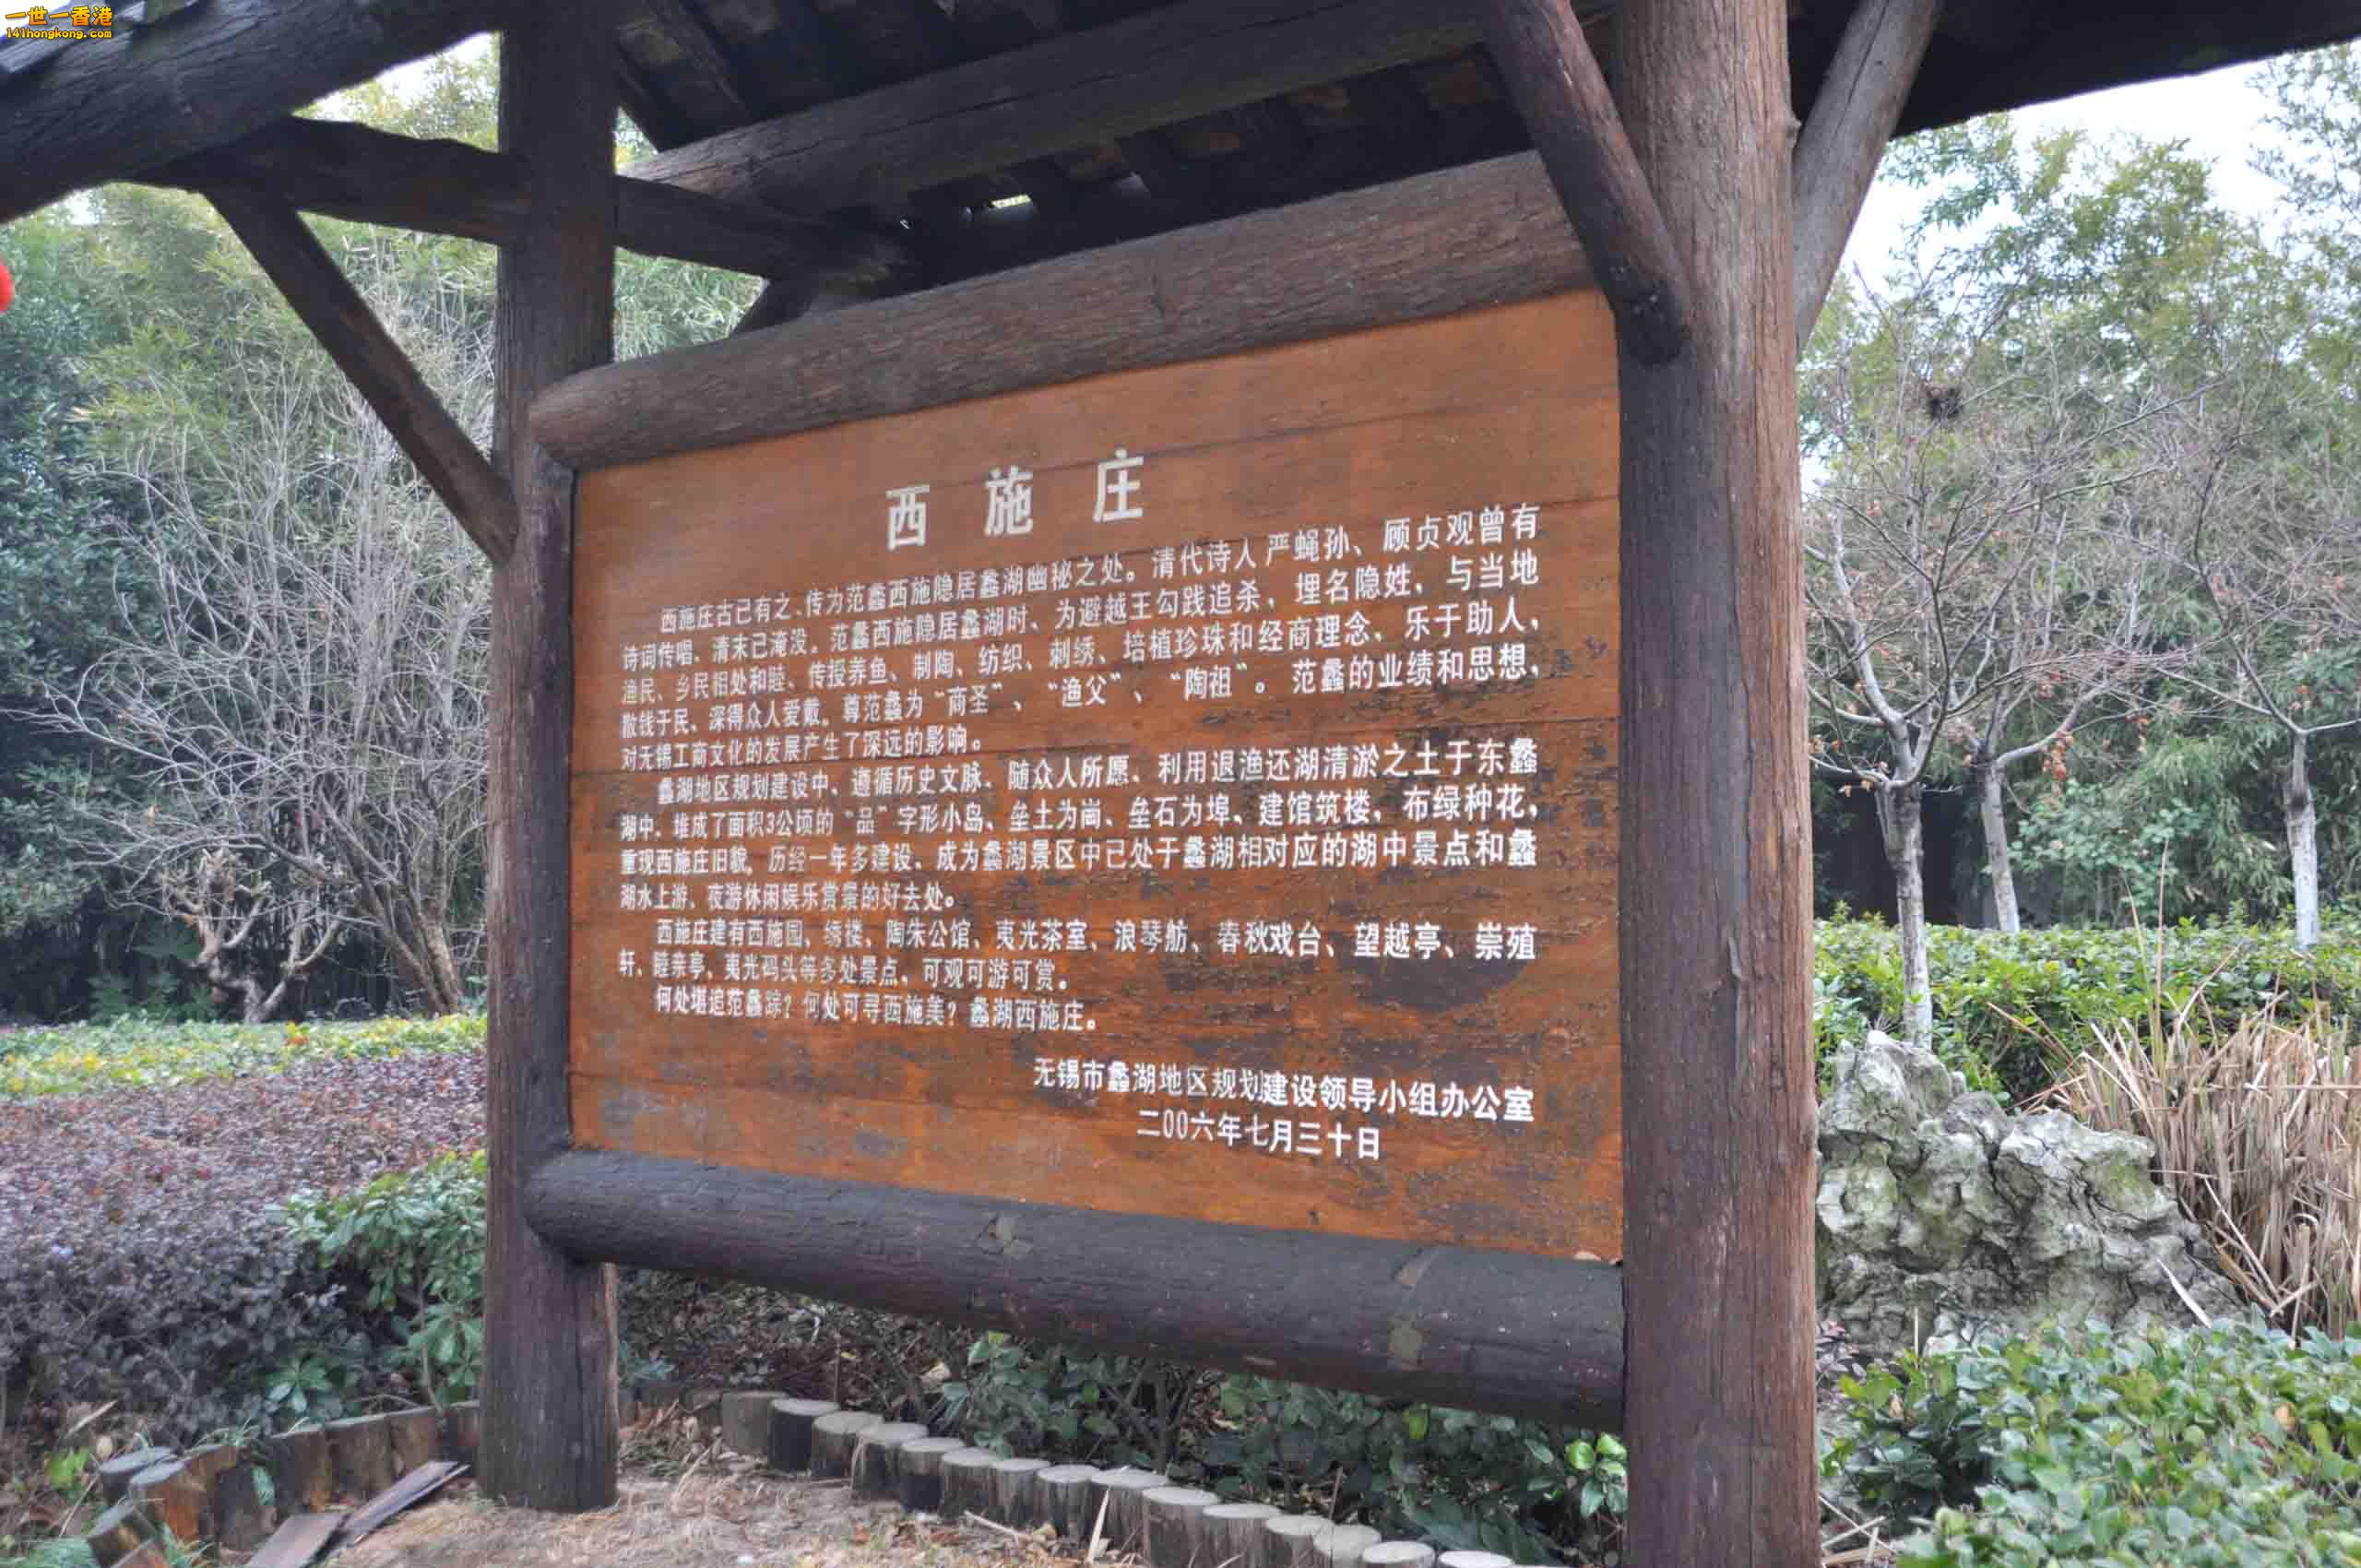 一世一香港
141hongkong.com
西施庄
西施庄古已有之、传为范蠡西施隐居蠡湖幽秘之处。清代诗人严蝇孙、顾贞观曾有
诗词传唱、清末已淹没。范蠡西施隐居蠡湖时、为避越王勾践追杀，埋名隐姓，与当地
渔民、乡民相处和睦、传授养鱼、制陶、纺织、刺绣、培植珍珠和经商理念、乐于助人，
散钱于民、深得众人爱戴。尊范蠡为“商圣”、“渔父”、“陶祖”。范蠡的业绩和思想、
对无锡工商文化的发展产生了深远的影响。
蠡湖地区规划建设中、遵循历史文脉、随众人所愿、利用退渔还湖清淤之土于东蠡
湖中、堆成了面积3公顷的“品”字形小岛、垒土为岗、垒石为埠、建馆筑楼，布绿种花，
重现西施庄旧貌，历经一年多建设、成为蠡湖景区中已处于蠡湖相对应的湖中景点和蠡
湖水上游、夜游休闲娱乐赏景的好去处。
西施庄建有西施园、绣楼、陶朱公馆、夷光茶室、浪琴舫、春秋戏台、望越亭、崇殖
轩、睦亲亭、夷光码头等多处景点、可观可游可赏。
何处堪追范蠡踪？何处可寻西施美？蠡湖西施庄。
无锡市蠡湖地区规划建设领导小组办公室
二00六年七月三十日